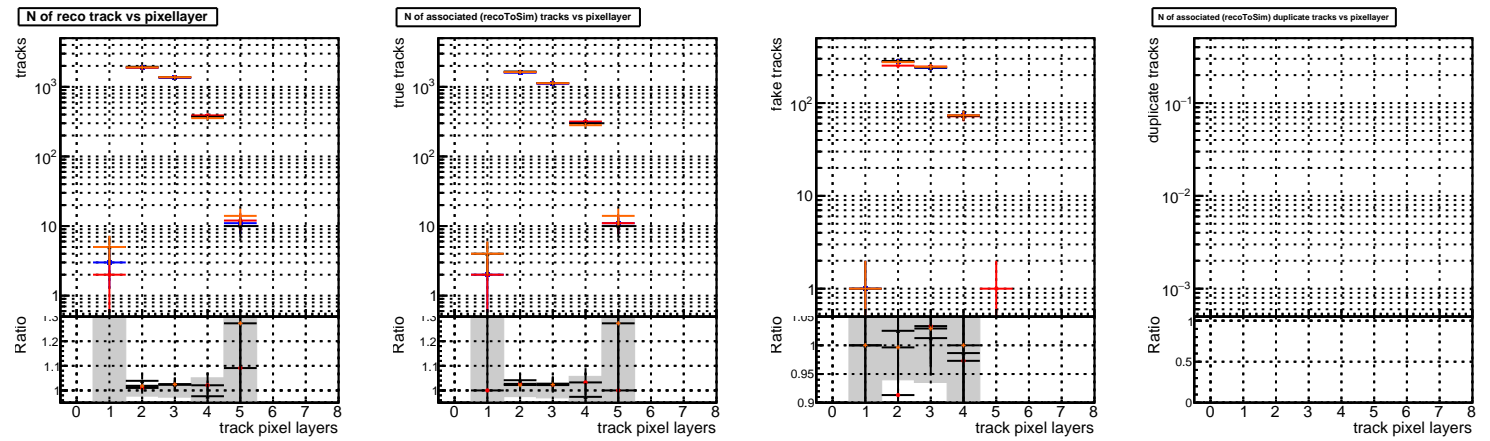 N of reco track vs pixellayer
tracks
10³
10²
10
1
Ratio
1.3
1.2
1.1
1
0 1 2 3 4 5 6 7 8
track pixel layers
N of associated (recoToSim) tracks vs pixellayer
true tracks
10³
10²
10
1
Ratio
1.3
1.2
1.1
1
0 1 2 3 4 5 6 7 8
track pixel layers
fake tracks
10²
10
1
Ratio
1.05
1
0.95
0.9
0 1 2 3 4 5 6 7 8
track pixel layers
N of associated (recoToSim) duplicate tracks vs pixellayer
duplicate tracks
10⁻¹
10⁻²
10⁻³
Ratio
1
0.5
0
0 1 2 3 4 5 6 7 8
track pixel layers